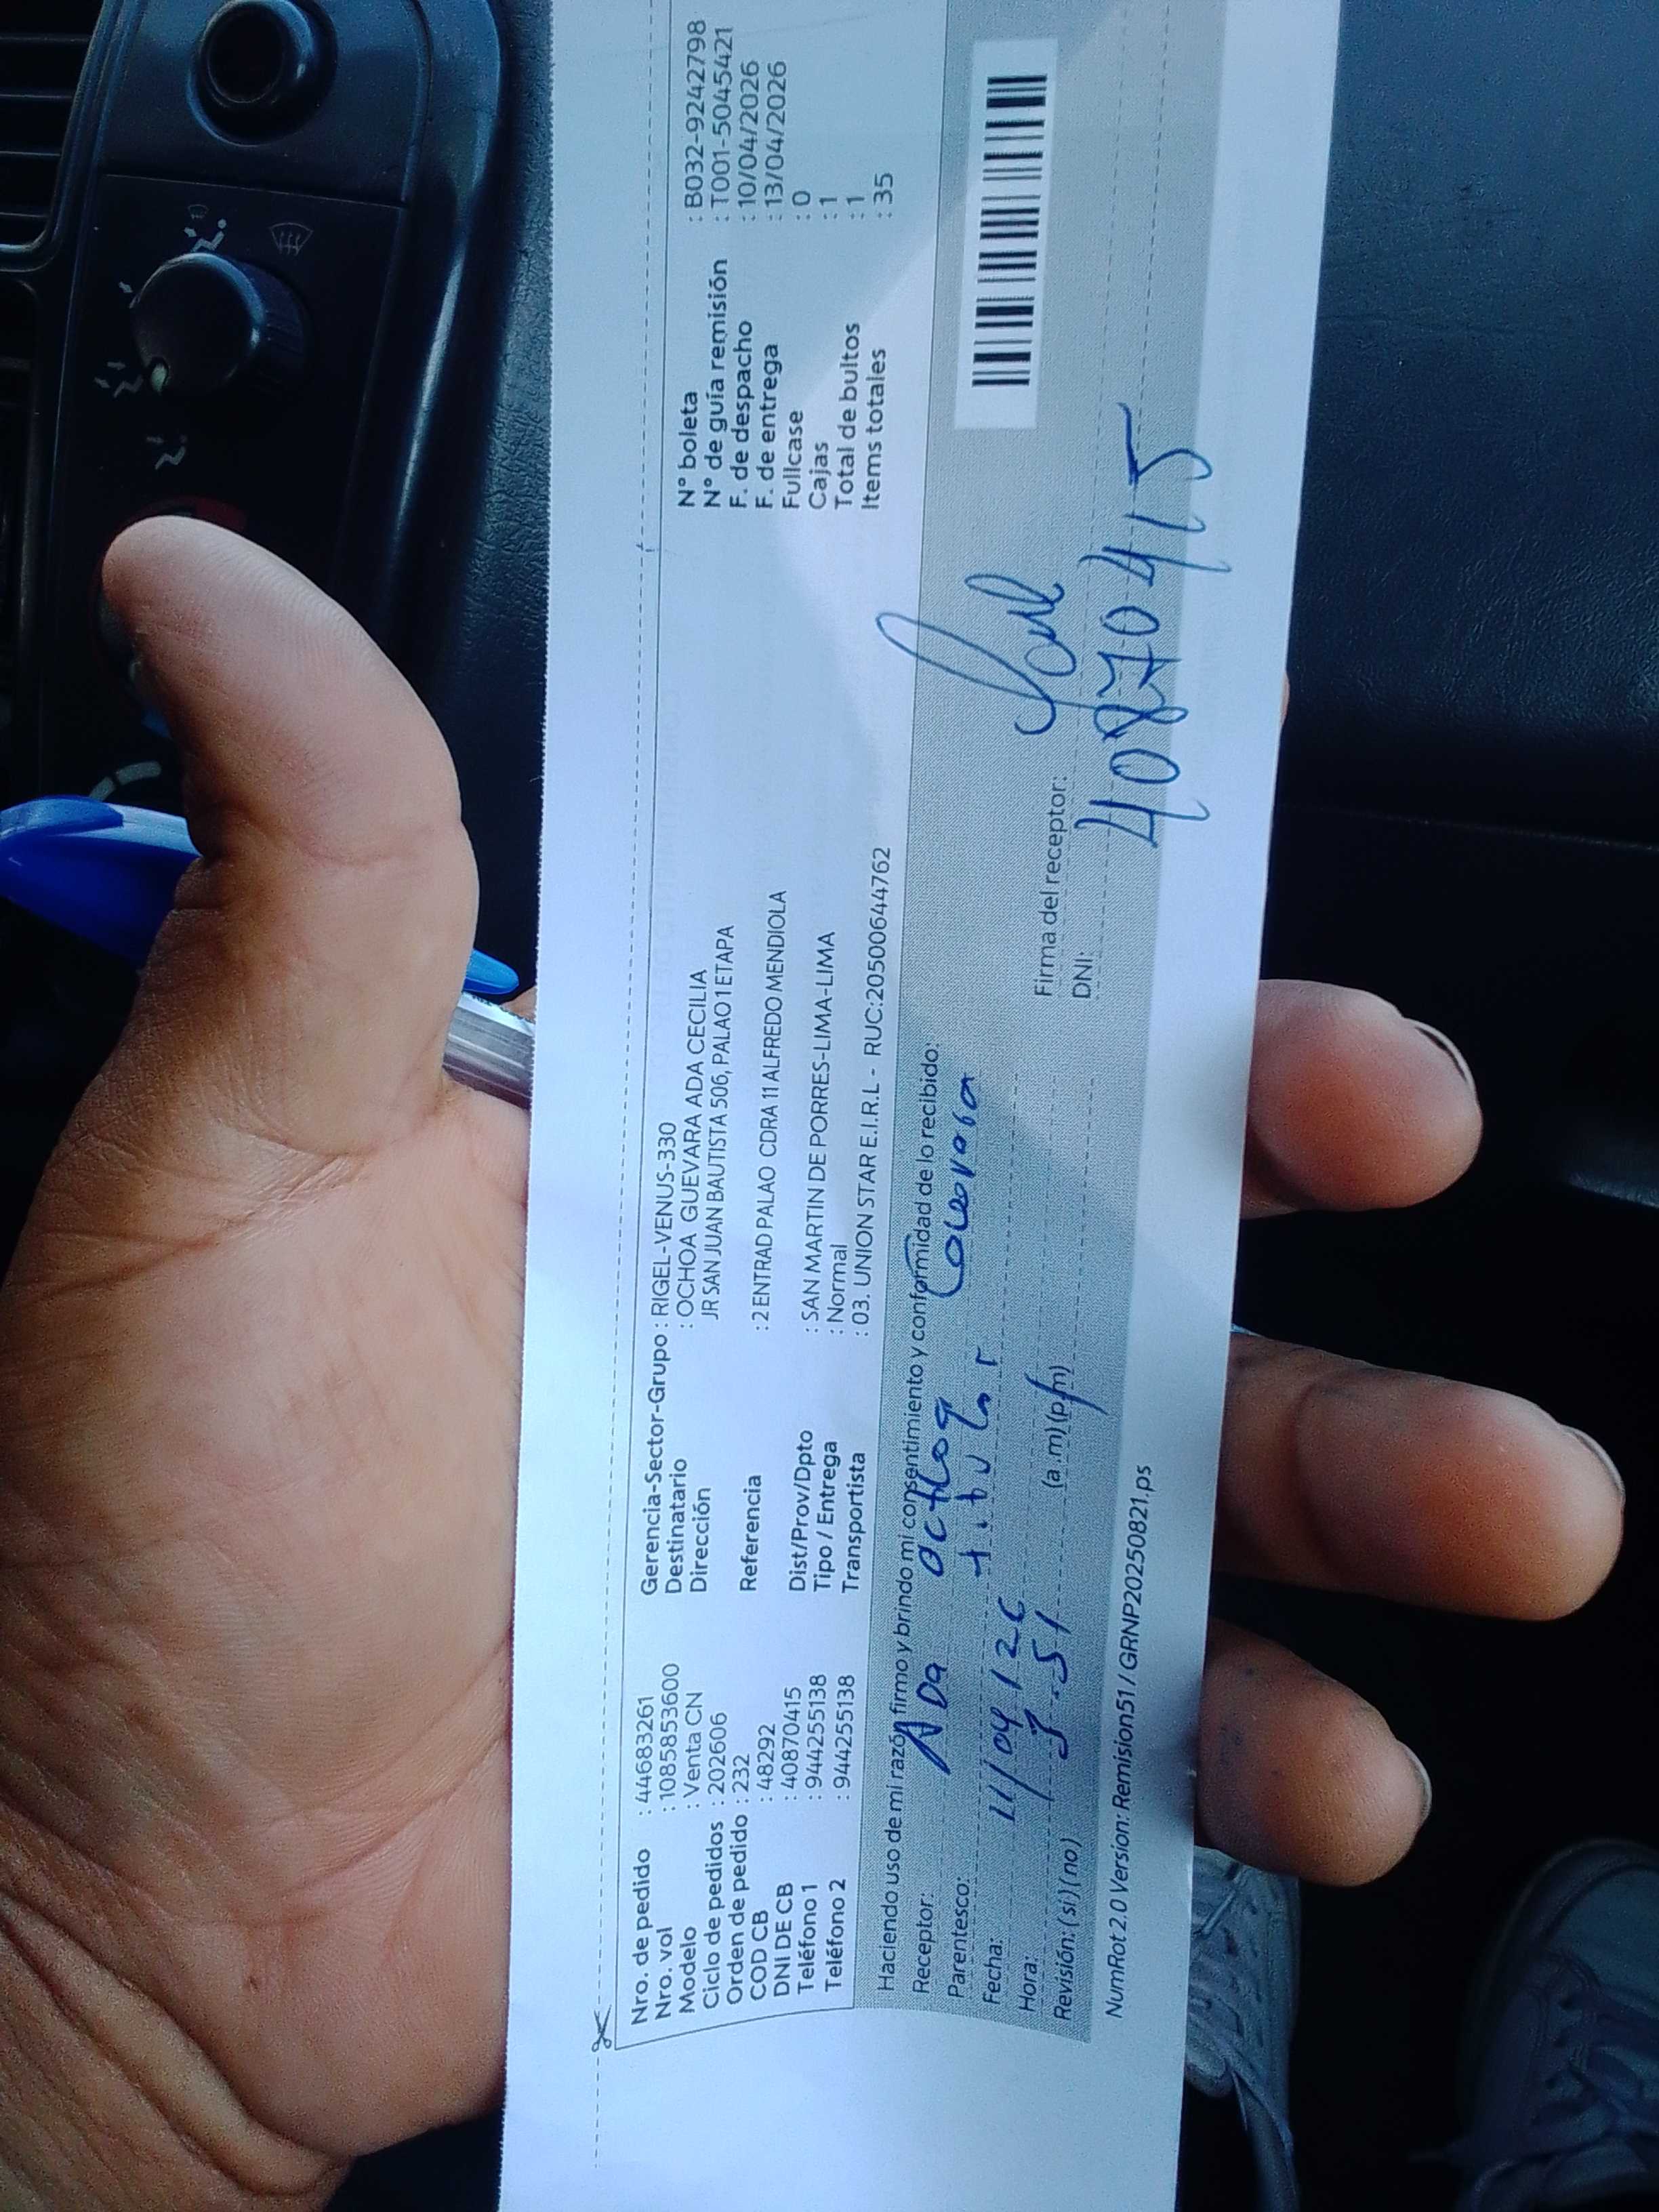 Nro. de pedido : 44683261
Nro. vol : 1085853600
Modelo : Venta CN
Ciclo de pedidos : 202606
Orden de pedido : 232
COD CB : 48292
DNI DE CB : 40870415
Teléfono 1 : 944255138
Teléfono 2 : 944255138
Gerencia-Sector-Grupo : RIGEL-VENUS-330
Destinatario : OCHOA GUEVARA ADA CECILIA
Dirección JR SAN JUAN BAUTISTA 506, PALAO 1 ETAPA
Referencia : 2 ENTRAD PALAO CDRA 11 ALFREDO MENDIOLA
Dist/Prov/Dpto : SAN MARTIN DE PORRES-LIMA-LIMA
Tipo / Entrega : Normal
Transportista : 03. UNION STAR E.I.R.L - RUC:20500644762
N° boleta : B032-9242798
N° de guía remisión : T001-5045421
F. de despacho : 10/04/2026
F. de entrega : 13/04/2026
Fullcase : 0
Cajas : 1
Total de bultos : 1
Items totales : 35
Haciendo uso de mi razón firmo y brindo mi consentimiento y conformidad de lo recibido:
Receptor: ADa
Parentesco: titular
Fecha: 11/04/26
Hora: 3.51 (a.m) (p.m)
Revisión: (si) (no)
Firma del receptor:
DNI: 40870415
NumRot 2.0 Version: Remision51 / GRNP20250821.ps